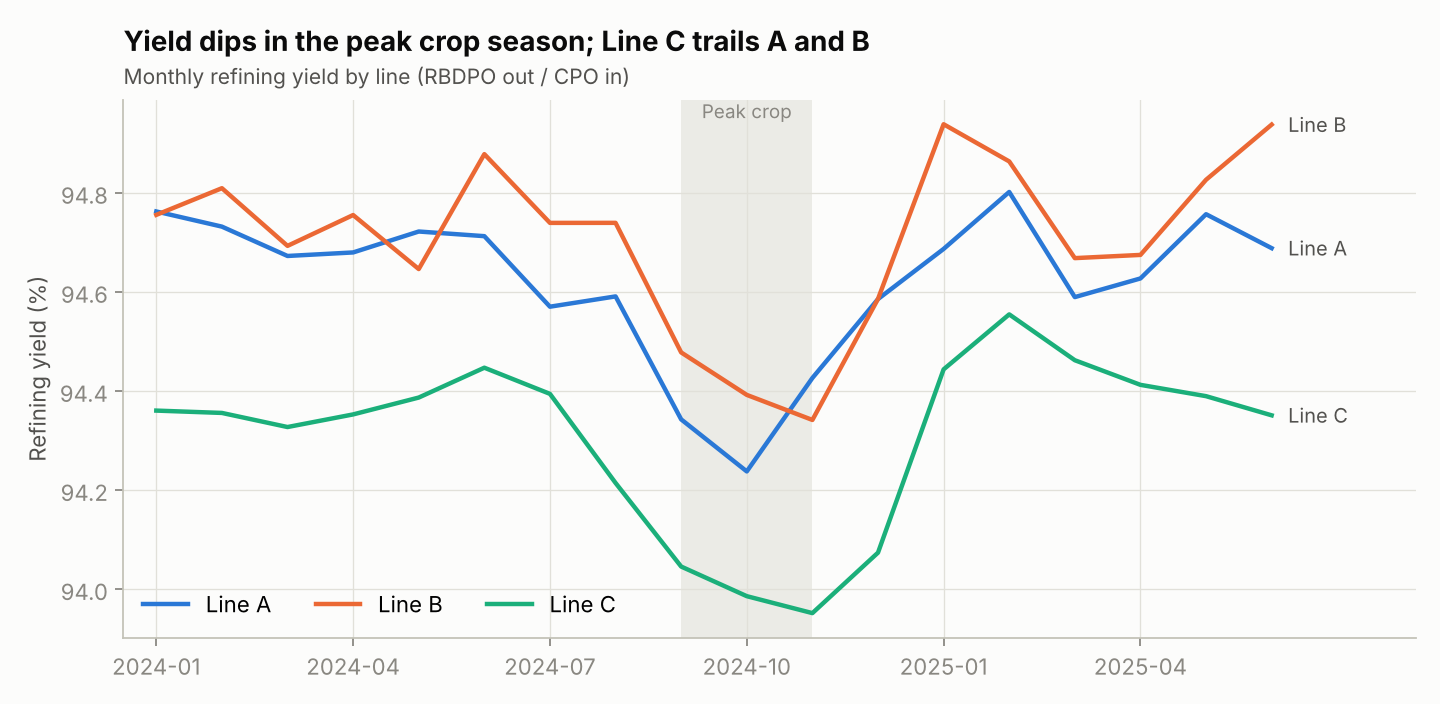 Yield dips in the peak crop season; Line C trails A and B
Monthly refining yield by line (RBDPO out / CPO in)
Peak crop
Line B
Line A
Line C
94.8
94.6
94.4
94.2
94.0
Refining yield (%)
Line A Line B Line C
2024-01 2024-04 2024-07 2024-10 2025-01 2025-04